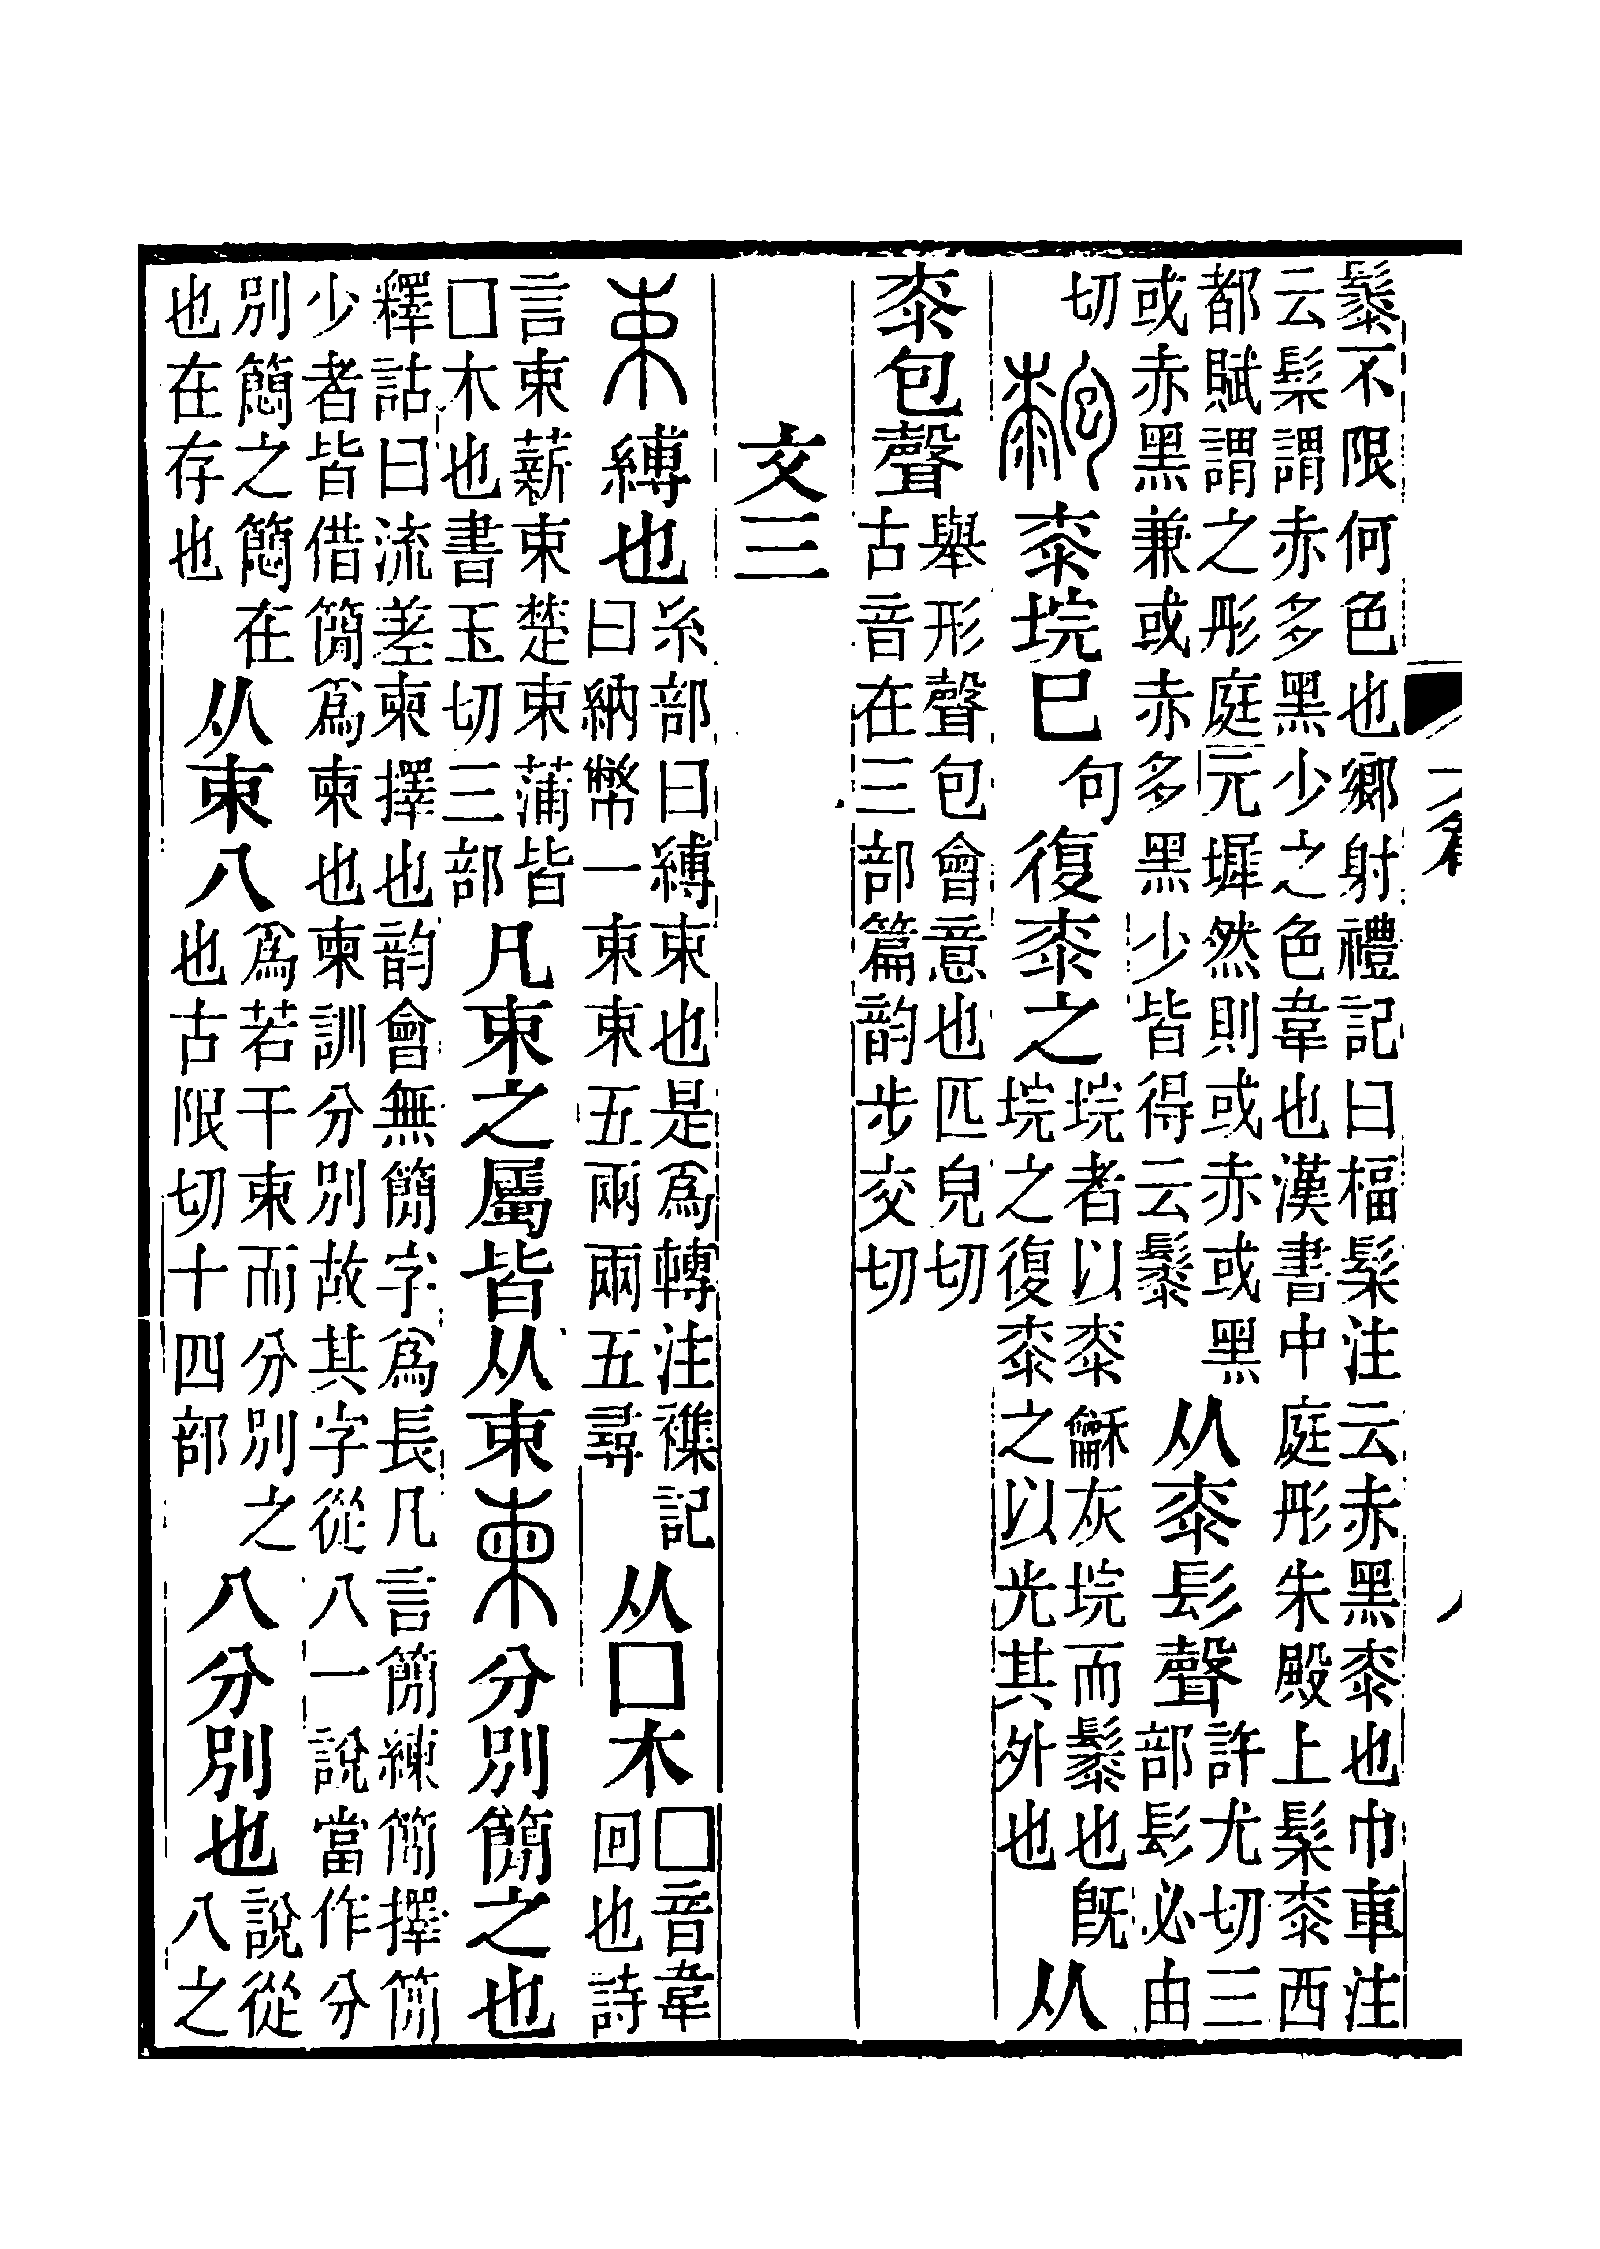 䰍不限何色也鄉射禮記曰楅髤注云赤黑桼也巾車注
云髤謂赤多黑少之色韋也漢書中庭彤朱殿上髤桼西
都賦謂之彤庭元墀然則或赤或黑
或赤黑兼或赤多黑少皆得云䰍
从桼髟聲
許尤切三
部髟必由
切
桼垸已句復桼之
垸者以桼龢灰垸而䰍也旣
垸之復桼之以光其外也
从
桼包聲
舉形聲包會意也匹皃切
古音在三部篇韵步交切
文三
束縛也
糸部曰縛束也是爲轉注襍記
曰納幣一束束五兩兩五尋
从囗木
囗音韋
回也詩
言束薪束楚束蒲皆
囗木也書玉切三部
凡束之屬皆从束柬分別簡之也
釋詁曰流差柬擇也韵會無簡字爲長凡言簡練簡擇簡
少者皆借簡爲柬也柬訓分別故其字從八一說當作分
別簡之簡在
也在存也
从束八
爲若干束而分別之
也古限切十四部
八分別也
說從
八之